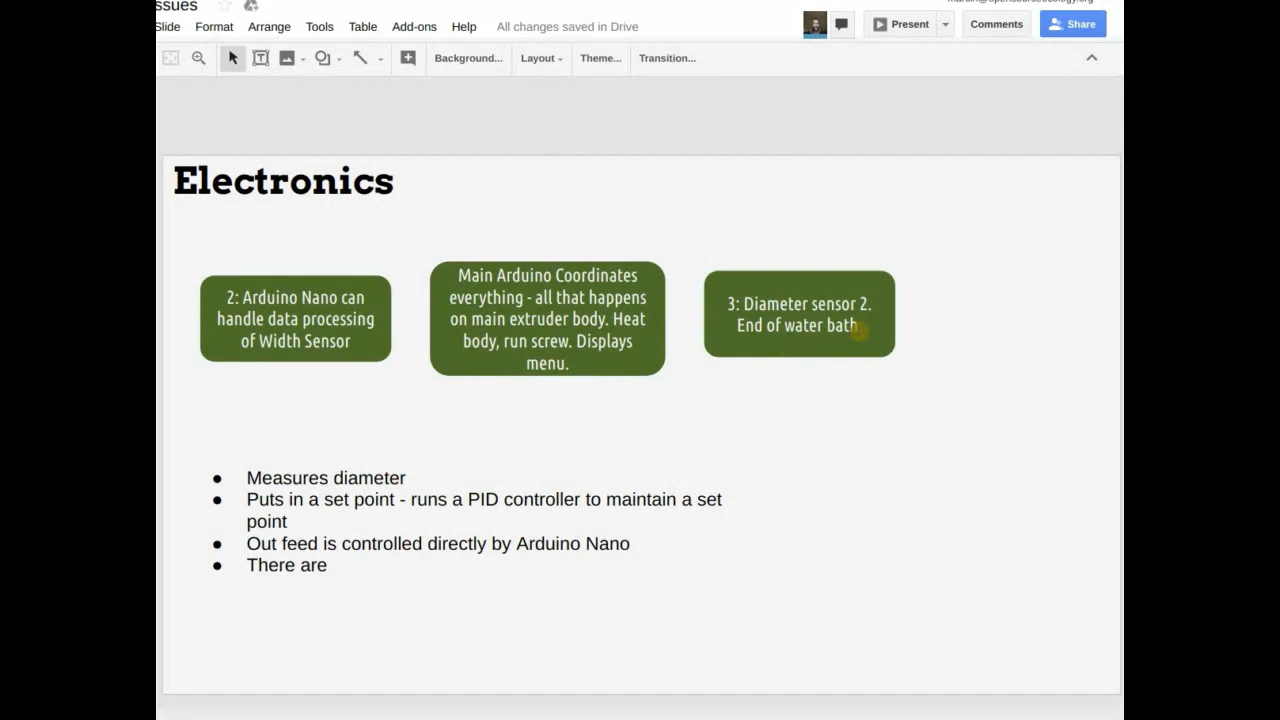 ssues
Slide Format Arrange Tools Table Add-ons Help All changes saved in Drive
Present Comments Share
Background... Layout Theme... Transition...
Electronics
2: Arduino Nano can
handle data processing
of Width Sensor
Main Arduino Coordinates
everything - all that happens
on main extruder body. Heat
body, run screw. Displays
menu.
3: Diameter sensor 2.
End of water bath.
● Measures diameter
● Puts in a set point - runs a PID controller to maintain a set
point
● Out feed is controlled directly by Arduino Nano
● There are